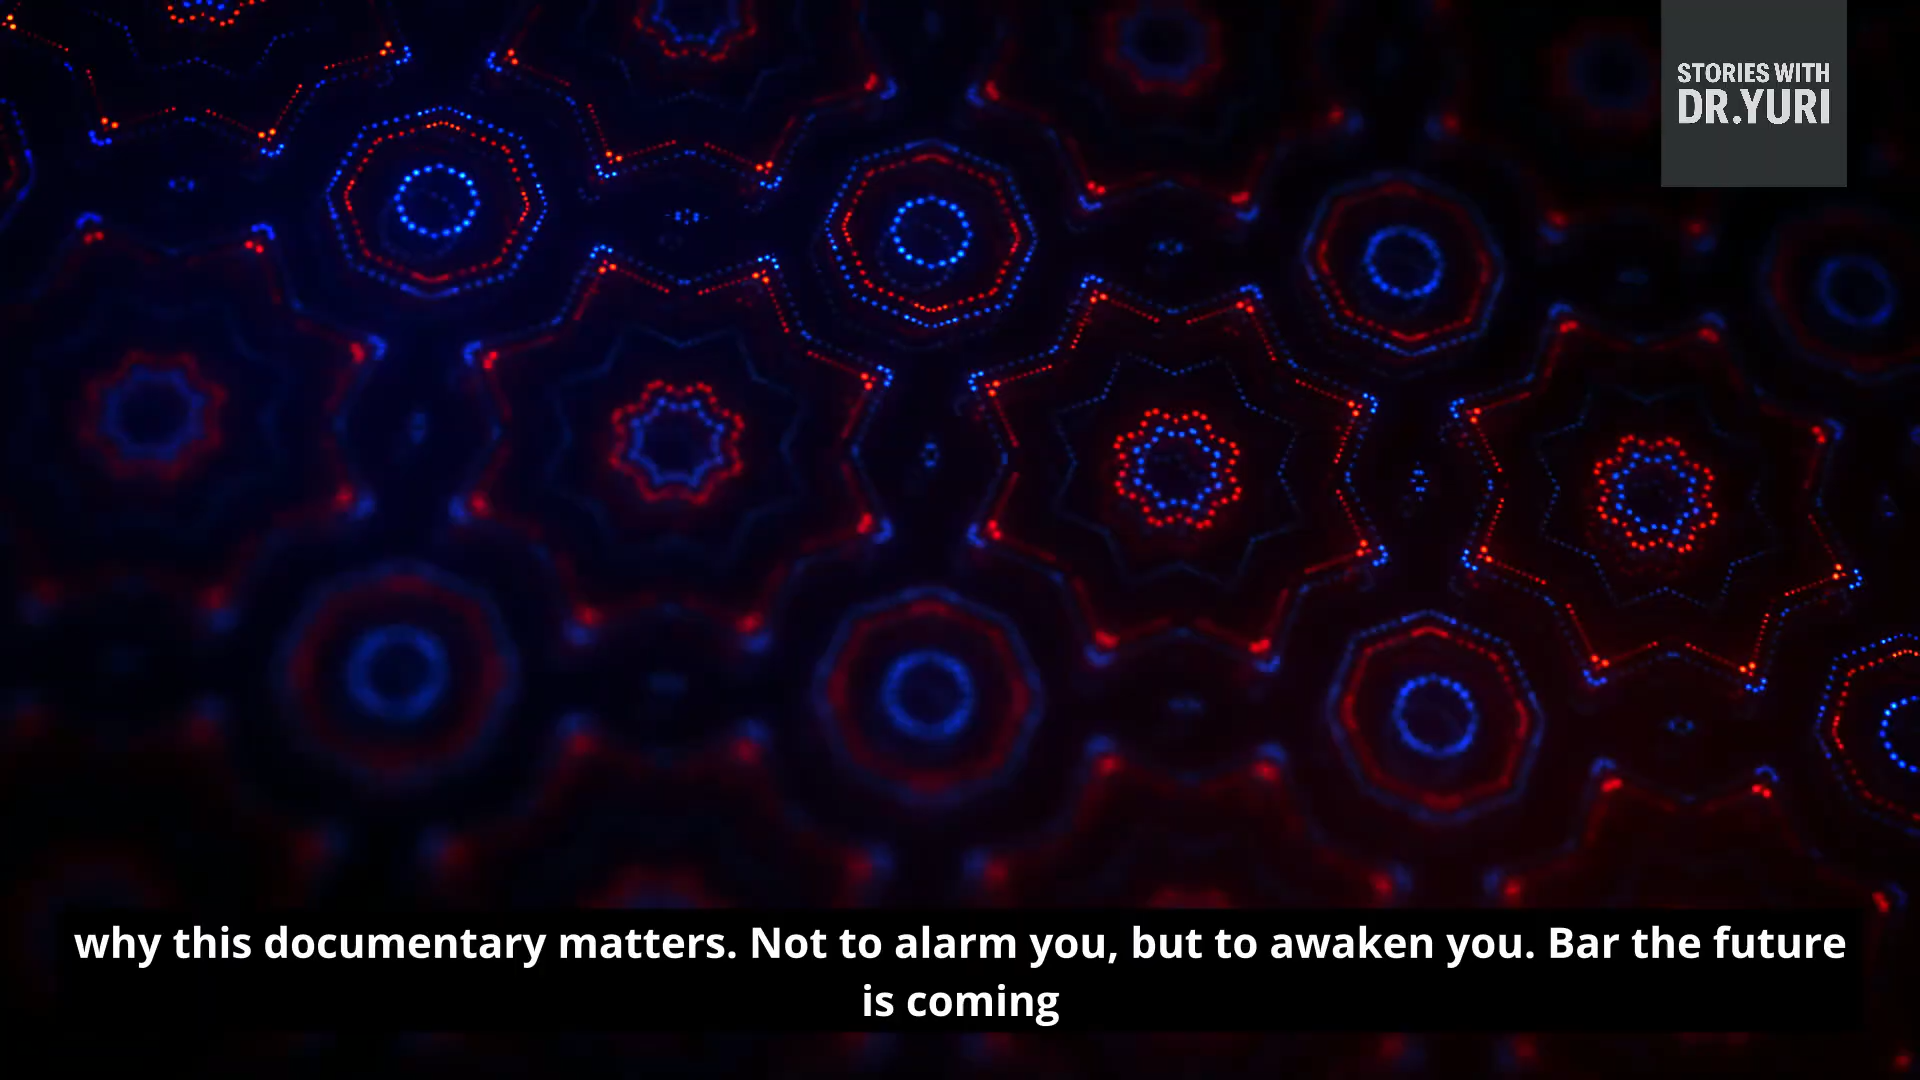 STORIES WITH
DR.YURI
why this documentary matters. Not to alarm you, but to awaken you. Bar the future
is coming